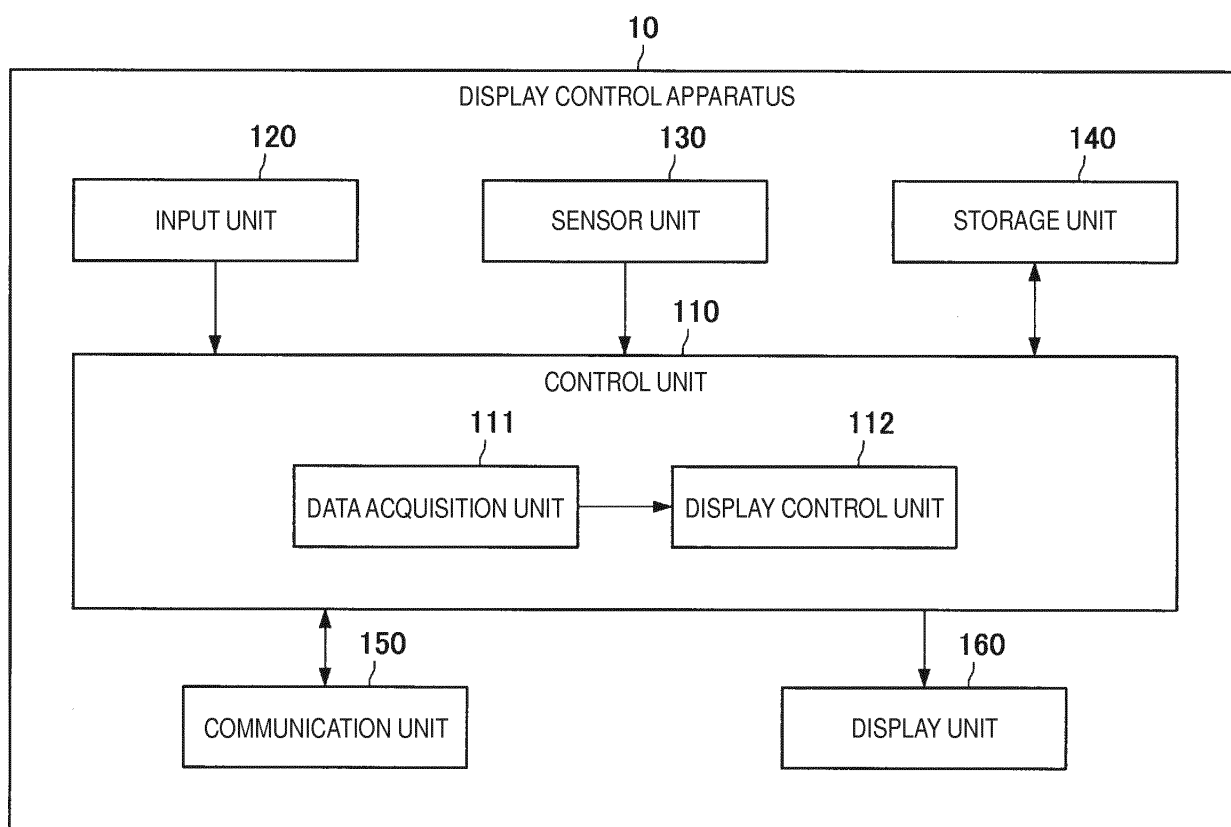 10
DISPLAY CONTROL APPARATUS
120
130
140
INPUT UNIT
SENSOR UNIT
STORAGE UNIT
110
CONTROL UNIT
111
112
DATA ACQUISITION UNIT
DISPLAY CONTROL UNIT
150
160
COMMUNICATION UNIT
DISPLAY UNIT